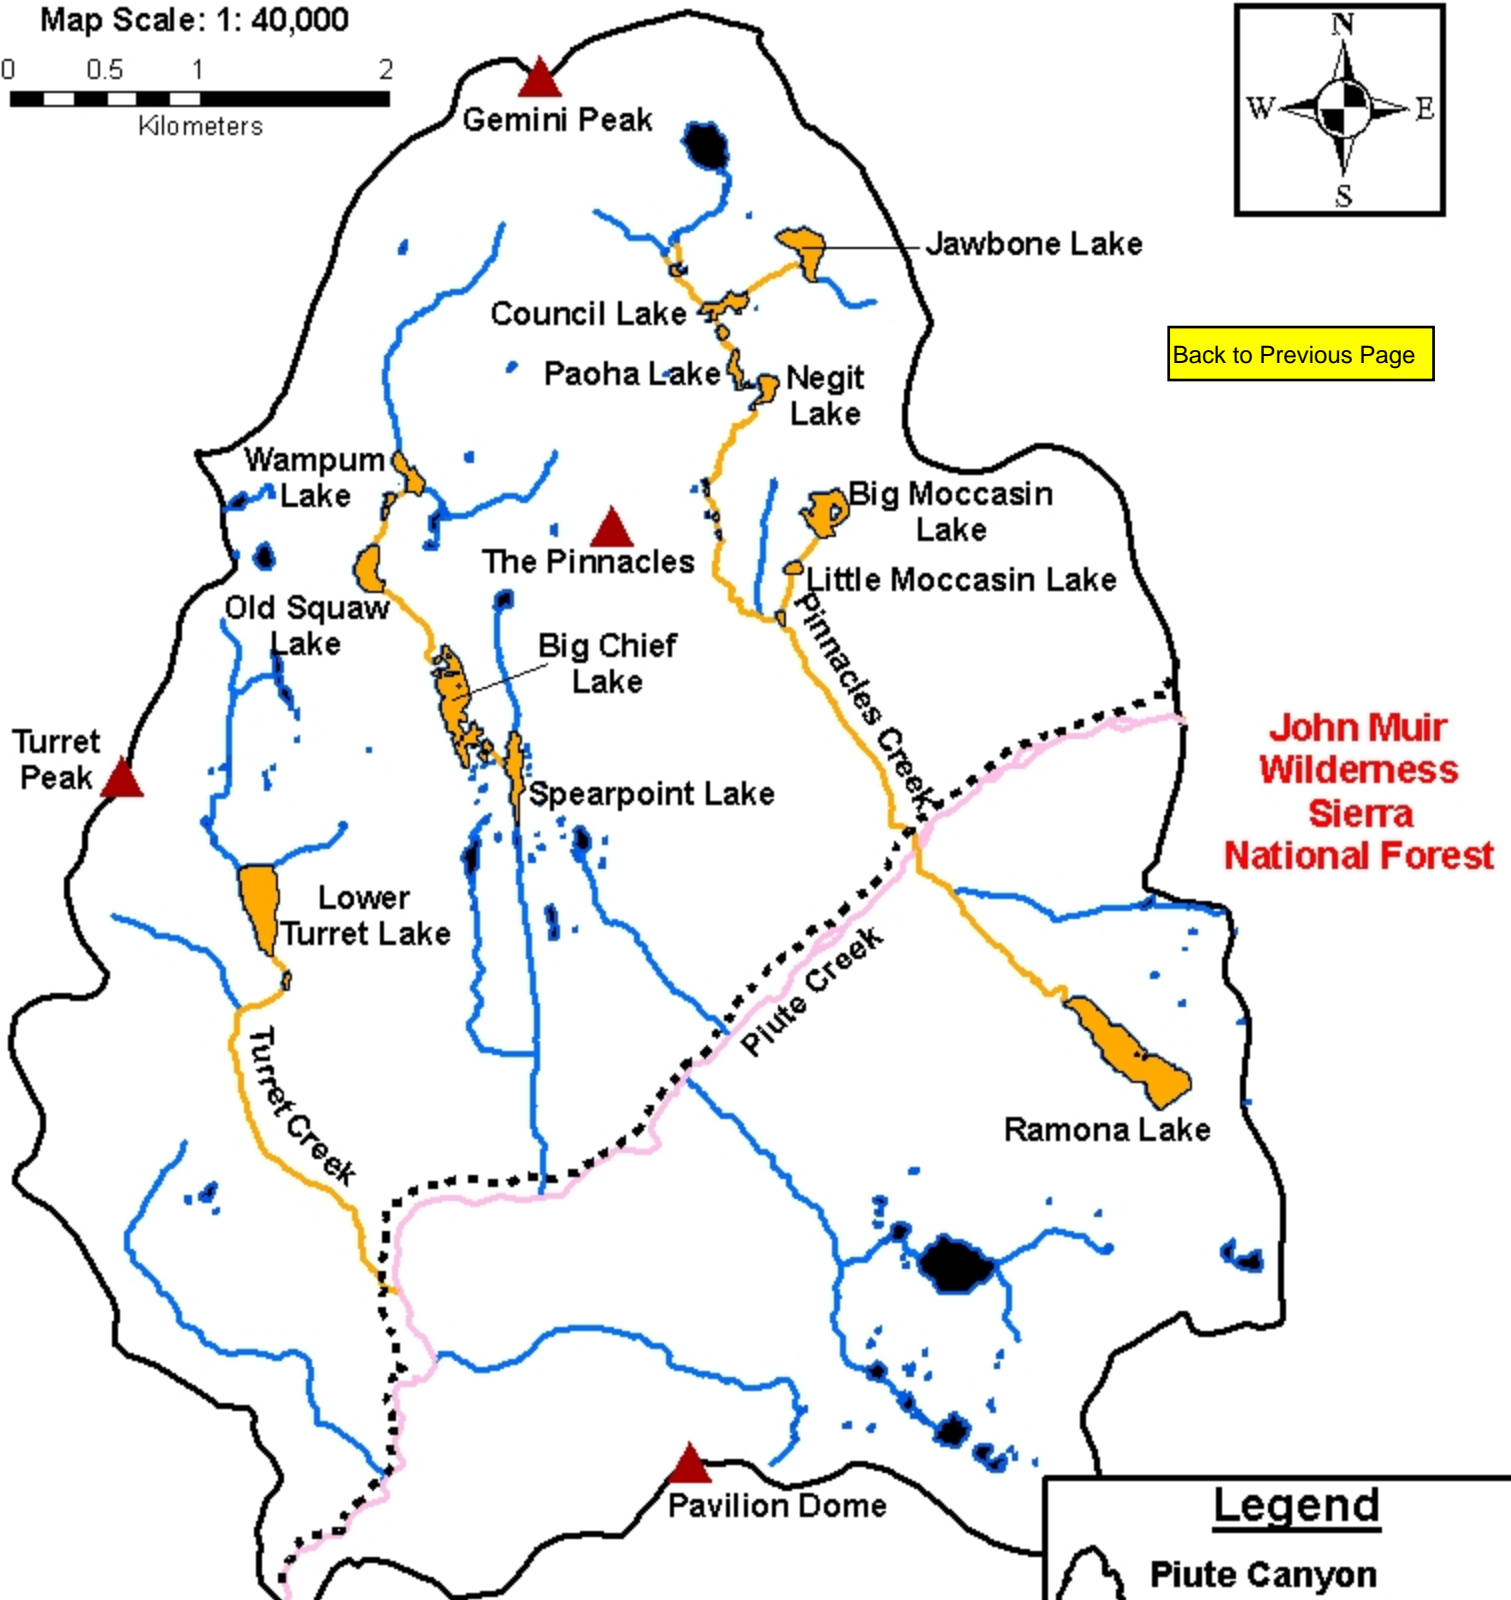 Map Scale: 1: 40,000
0 0.5 1 2
Kilometers
N
W E
S
Gemini Peak
Jawbone Lake
Council Lake
Back to Previous Page
Paoha Lake
Negit
Lake
Wampum
Lake
Big Moccasin
Lake
The Pinnacles
Little Moccasin Lake
Old Squaw
Lake
Big Chief
Lake
Pinnacles Creek
Turret
Peak
John Muir
Wilderness
Sierra
National Forest
Spearpoint Lake
Lower
Turret Lake
Piute Creek
Turret Creek
Ramona Lake
Pavilion Dome
Legend
Piute Canyon